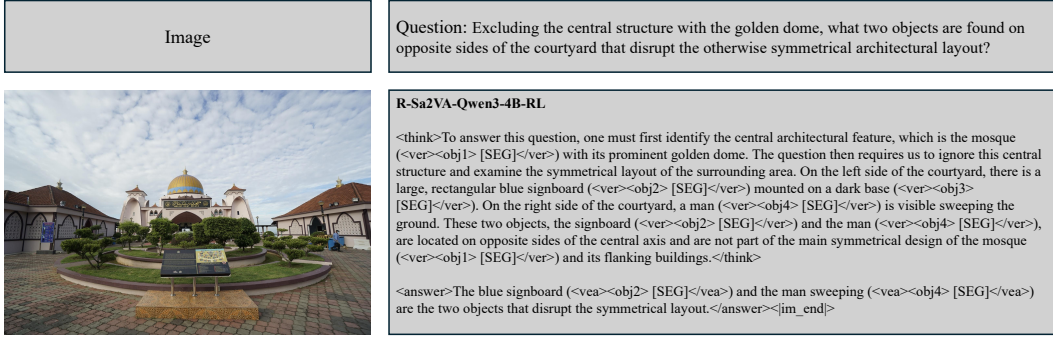 Image
Question: Excluding the central structure with the golden dome, what two objects are found on
opposite sides of the courtyard that disrupt the otherwise symmetrical architectural layout?
R-Sa2VA-Qwen3-4B-RL
<think>To answer this question, one must first identify the central architectural feature, which is the mosque
(<ver><obj1> [SEG]</ver>) with its prominent golden dome. The question then requires us to ignore this central
structure and examine the symmetrical layout of the surrounding area. On the left side of the courtyard, there is a
large, rectangular blue signboard (<ver><obj2> [SEG]</ver>) mounted on a dark base (<ver><obj3>
[SEG]</ver>). On the right side of the courtyard, a man (<ver><obj4> [SEG]</ver>) is visible sweeping the
ground. These two objects, the signboard (<ver><obj2> [SEG]</ver>) and the man (<ver><obj4> [SEG]</ver>),
are located on opposite sides of the central axis and are not part of the main symmetrical design of the mosque
(<ver><obj1> [SEG]</ver>) and its flanking buildings.</think>
<answer>The blue signboard (<vea><obj2> [SEG]</vea>) and the man sweeping (<vea><obj4> [SEG]</vea>)
are the two objects that disrupt the symmetrical layout.</answer><|im_end|>